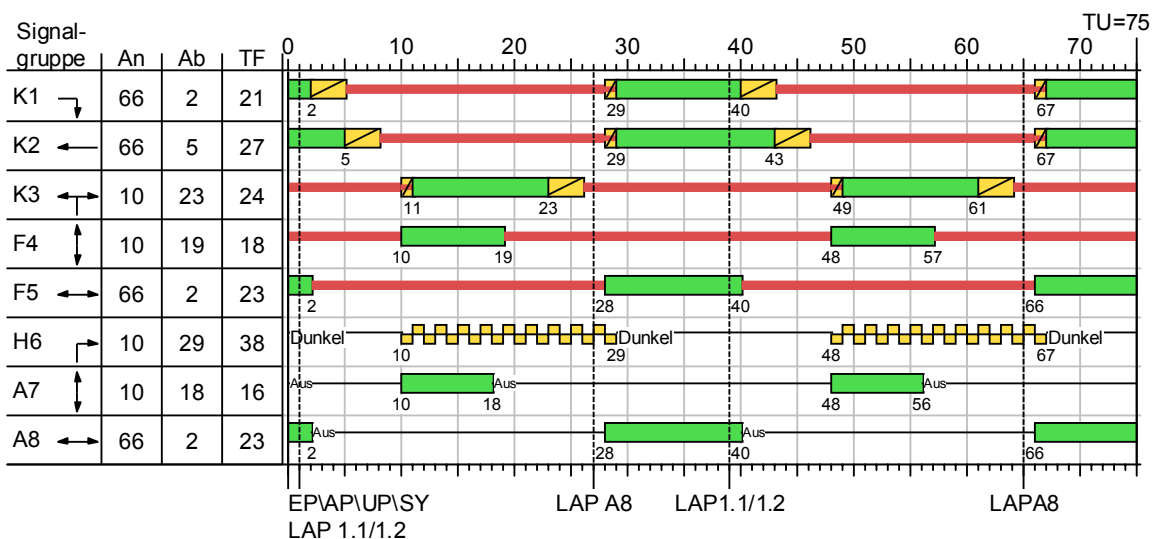 TU=75
Signal-
gruppe An Ab TF 0 10 20 30 40 50 60 70
K1 66 2 21
2 29 40 67
K2 66 5 27
5 29 43 67
K3 10 23 24
11 23 49 61
F4 10 19 18
10 19 48 57
F5 66 2 23
2 28 40 66
H6 10 29 38 Dunkel Dunkel Dunkel
10 29 48 67
A7 10 18 16 Aus Aus Aus
10 18 48 56
A8 66 2 23 Aus Aus
2 28 40 66
EP\AP\UP\SY LAP A8 LAP1.1/1.2 LAPA8
LAP 1.1/1.2